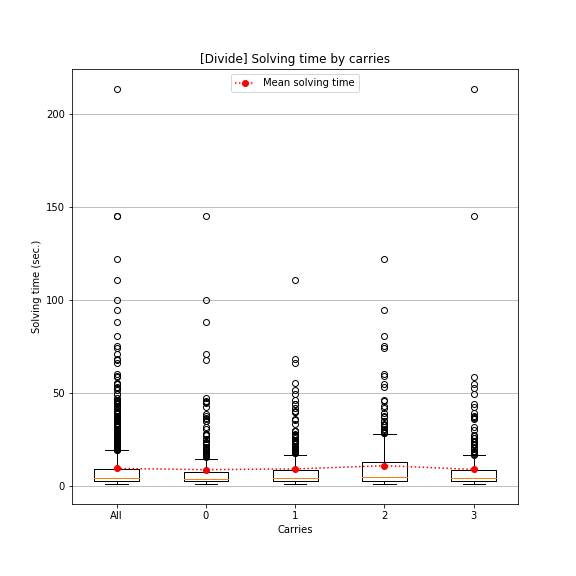 [Divide] Solving time by carries
Mean solving time
200
150
100
50
0
Solving time (sec.)
All 0 1 2 3
Carries